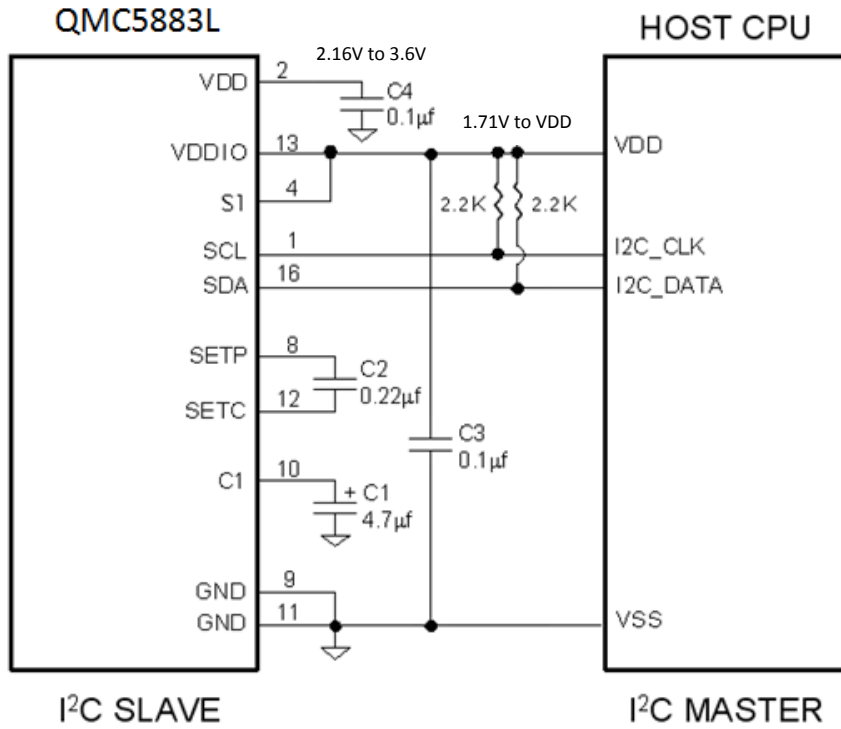 QMC5883L
HOST CPU
VDD 2 2.16V to 3.6V
C4
0.1µf
1.71V to VDD
VDDIO 13 VDD
S1 4
2.2K 2.2K
SCL 1 I2C_CLK
SDA 16 I2C_DATA
SETP 8
C2
0.22µf
SETC 12
C3
0.1µf
C1 10
+ C1
4.7µf
GND 9
GND 11 VSS
I²C SLAVE
I²C MASTER